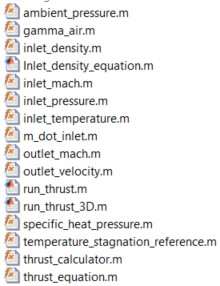 ambient_pressure.m
gamma_air.m
inlet_density.m
Inlet_density_equation.m
inlet_mach.m
inlet_pressure.m
inlet_temperature.m
m_dot_inlet.m
outlet_mach.m
outlet_velocity.m
run_thrust.m
run_thrust_3D.m
specific_heat_pressure.m
temperature_stagnation_reference.m
thrust_calculator.m
thrust_equation.m